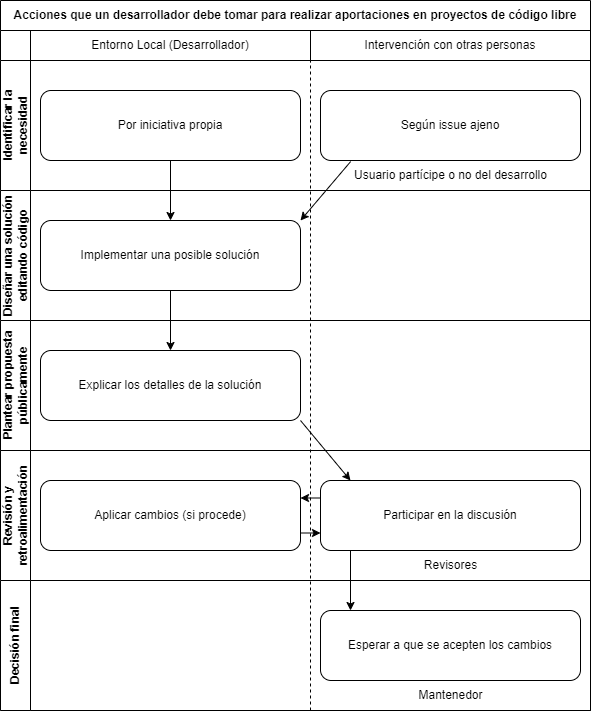 Acciones que un desarrollador debe tomar para realizar aportaciones en proyectos de código libre
Entorno Local (Desarrollador)
Intervención con otras personas
Identificar la
necesidad
Por iniciativa propia
Según issue ajeno
Usuario partícipe o no del desarrollo
Diseñar una solución
editando código
Implementar una posible solución
Plantear propuesta
públicamente
Explicar los detalles de la solución
Revisión y
retroalimentación
Aplicar cambios (si procede)
Participar en la discusión
Revisores
Decisión final
Esperar a que se acepten los cambios
Mantenedor